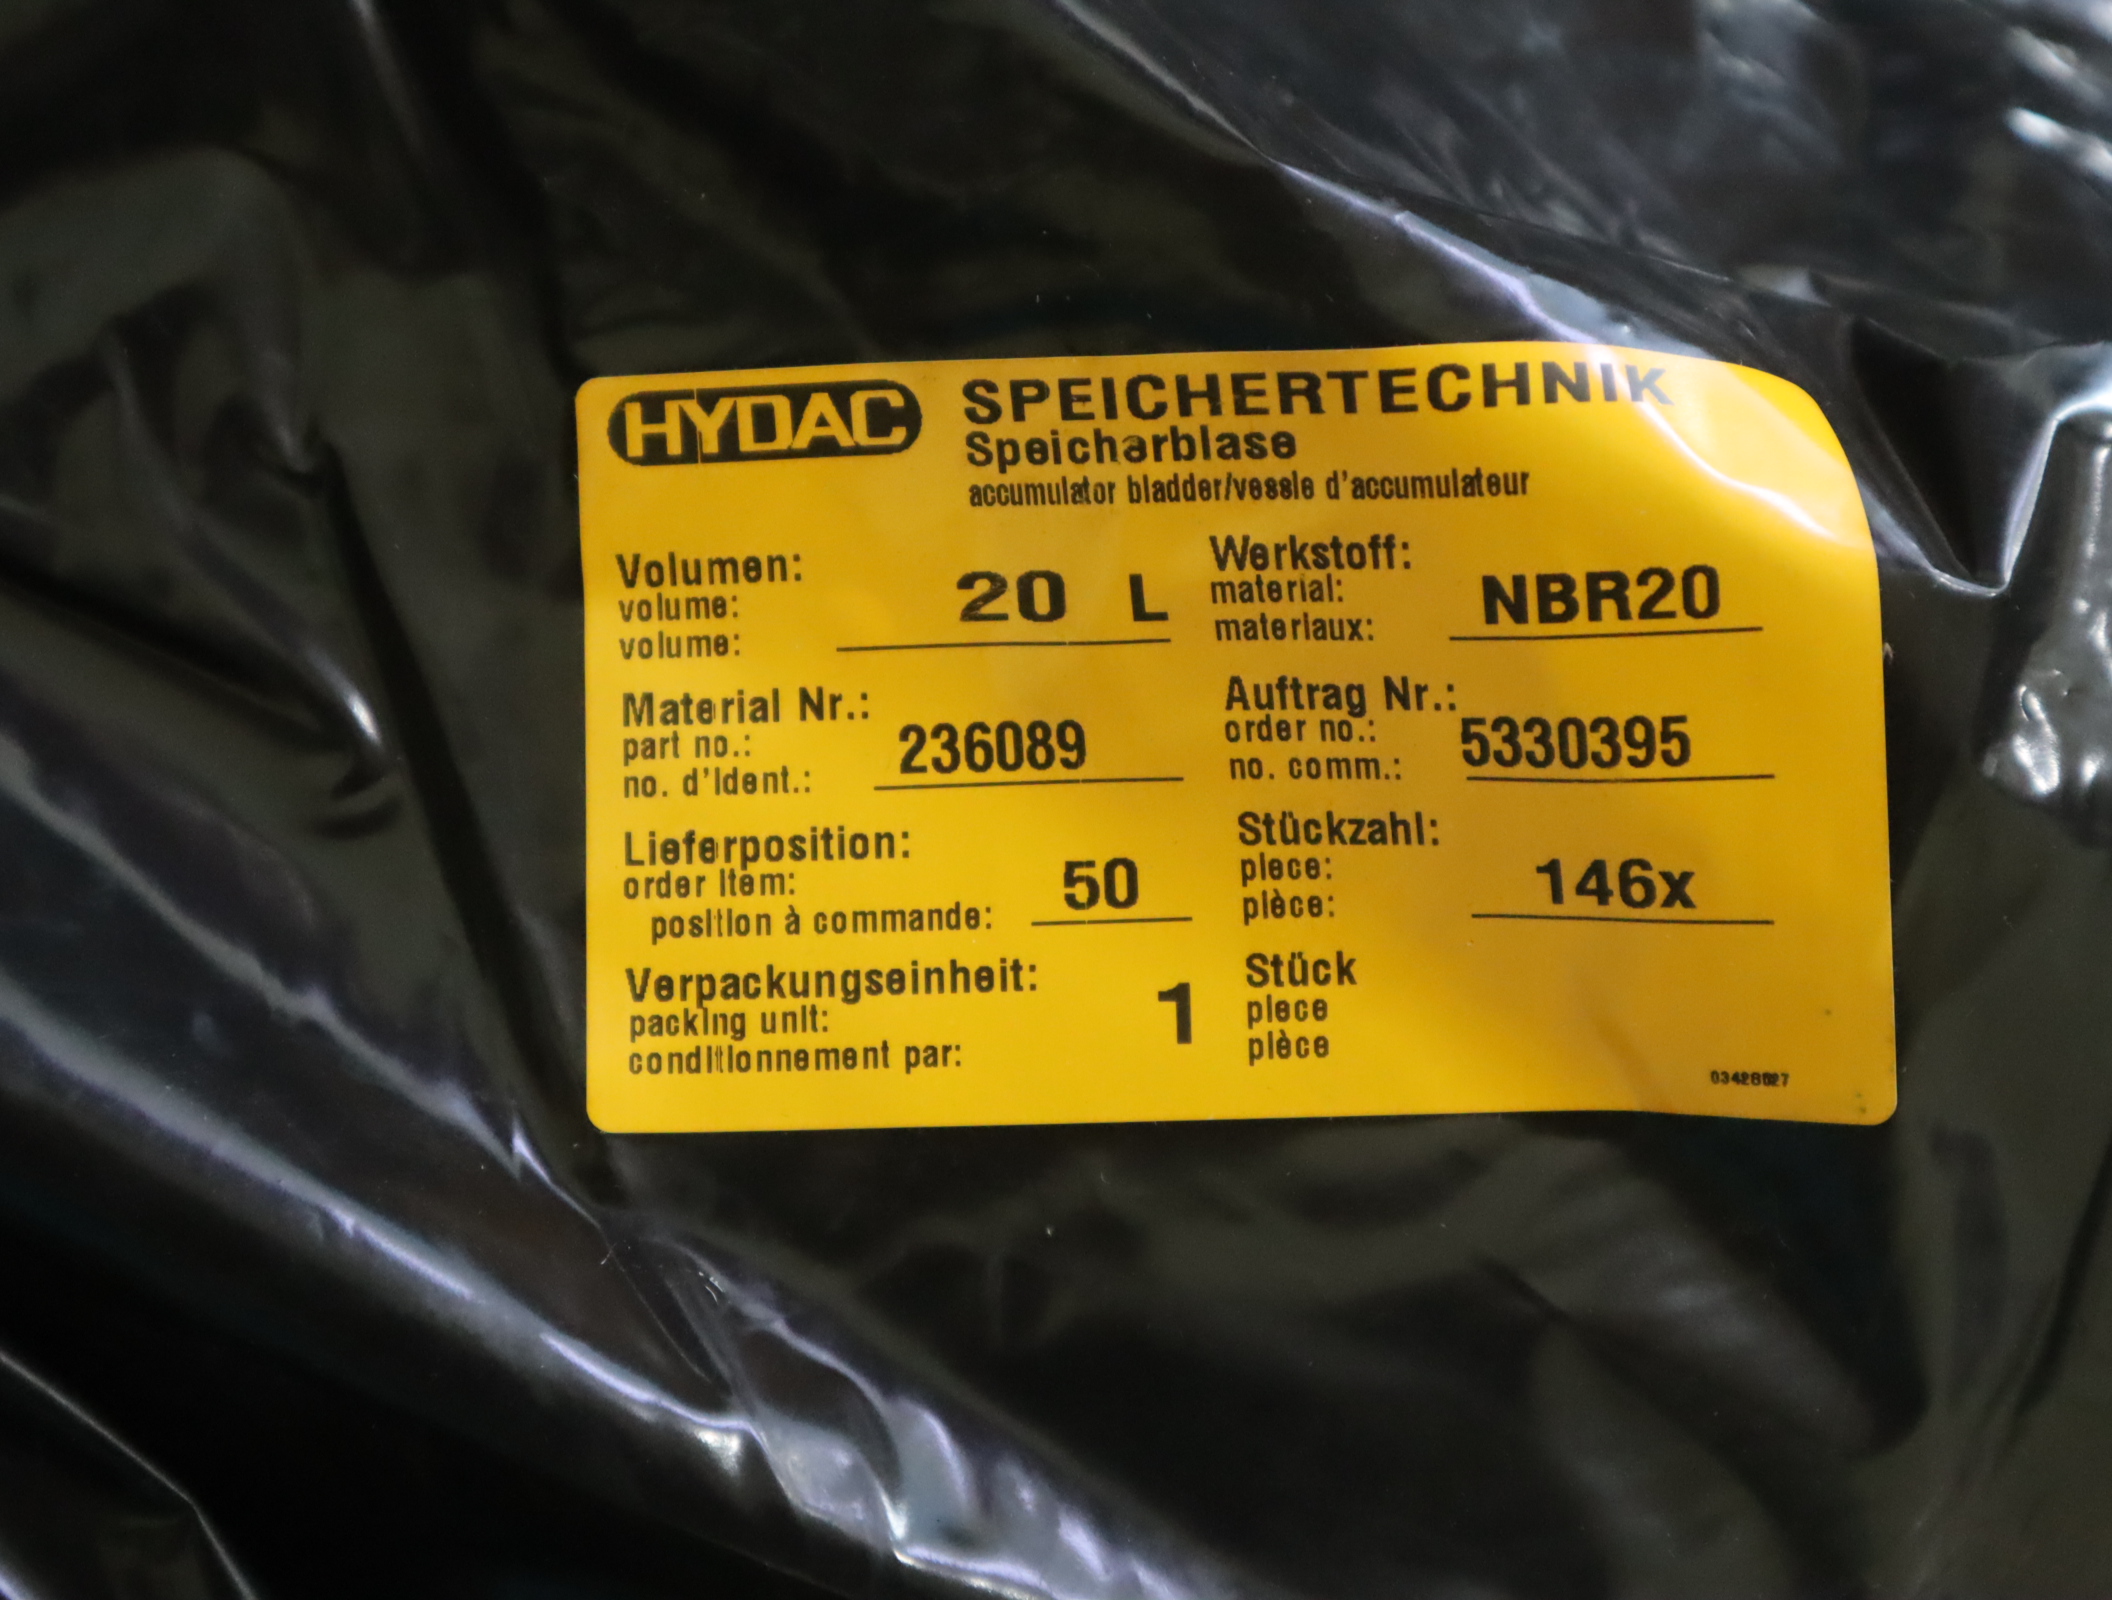 HYDAC SPEICHERTECHNIK
Speicherblase
accumulator bladder/vessie d'accumulateur
Volumen: 20 L Werkstoff: NBR20
volume: material:
volume: materiaux:
Material Nr.: 236089 Auftrag Nr.: 5330395
part no.: order no.:
no. d'Ident.: no. comm.:
Lieferposition: 50 Stückzahl: 146x
order Item: piece:
position à commande: pièce:
Verpackungseinheit: 1 Stück
packing unit: piece
conditionnement par: pièce